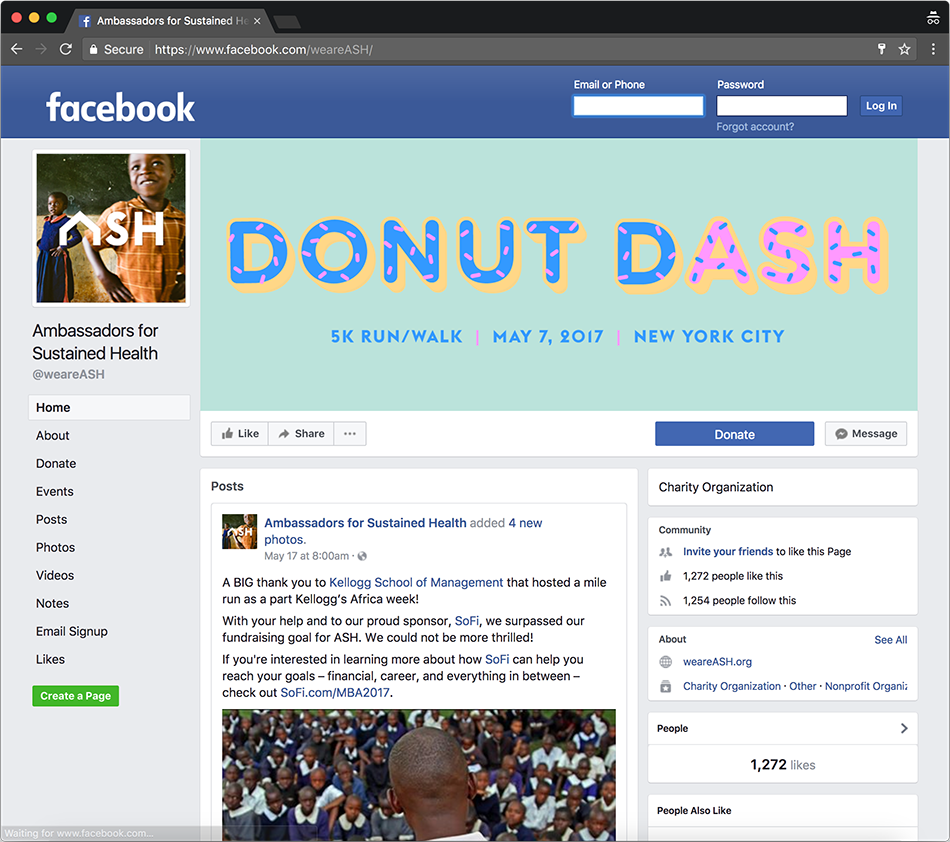 Ambassadors for Sustained He
Secure https://www.facebook.com/weareASH/
facebook
Email or Phone
Password
Log In
Forgot account?
ASH
Ambassadors for
Sustained Health
@weareASH
Home
About
Donate
Events
Posts
Photos
Videos
Notes
Email Signup
Likes
Create a Page
DONUT DASH
5K RUN/WALK | MAY 7, 2017 | NEW YORK CITY
Like
Share
Donate
Message
Posts
Ambassadors for Sustained Health added 4 new
photos.
May 17 at 8:00am ·
A BIG thank you to Kellogg School of Management that hosted a mile
run as a part Kellogg's Africa week!
With your help and to our proud sponsor, SoFi, we surpassed our
fundraising goal for ASH. We could not be more thrilled!
If you're interested in learning more about how SoFi can help you
reach your goals – financial, career, and everything in between –
check out SoFi.com/MBA2017.
Charity Organization
Community
Invite your friends to like this Page
1,272 people like this
1,254 people follow this
About
See All
weareASH.org
Charity Organization · Other · Nonprofit Organiz
People
1,272 likes
People Also Like
Waiting for www.facebook.com...